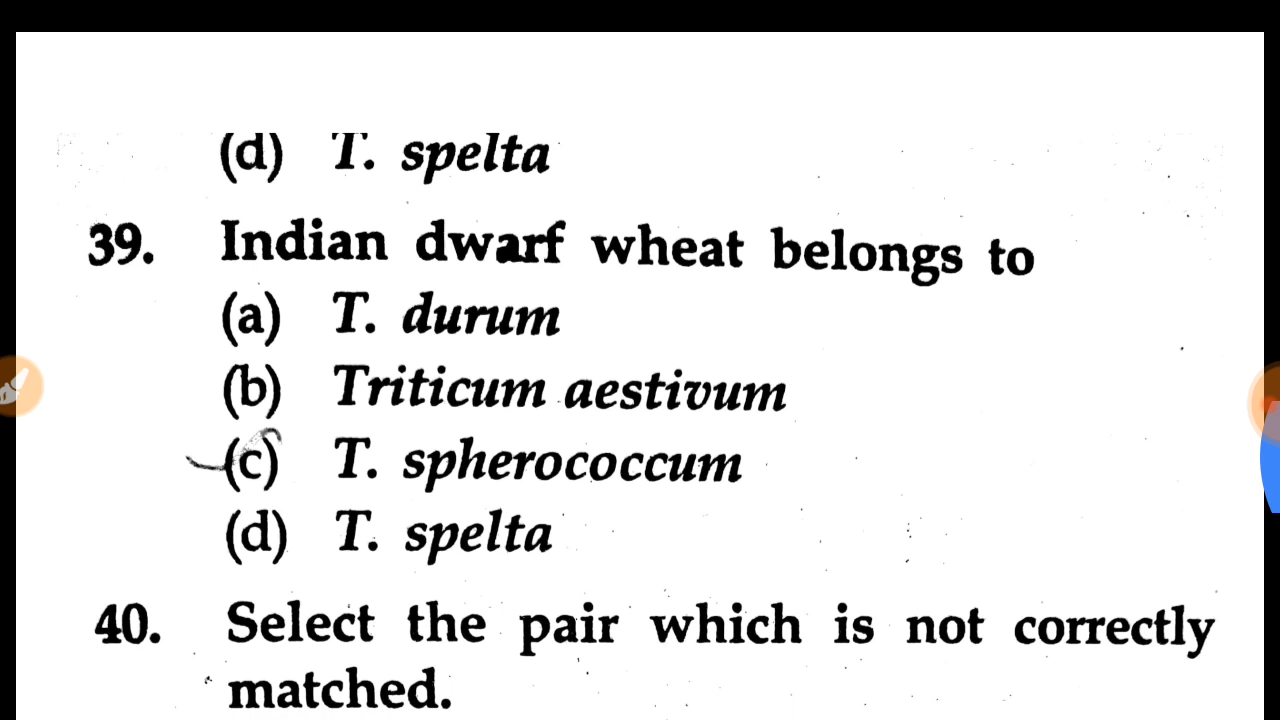 (d) T. spelta
39. Indian dwarf wheat belongs to
(a) T. durum
(b) Triticum aestivum
(c) T. spherococcum
(d) T. spelta
40. Select the pair which is not correctly
matched.